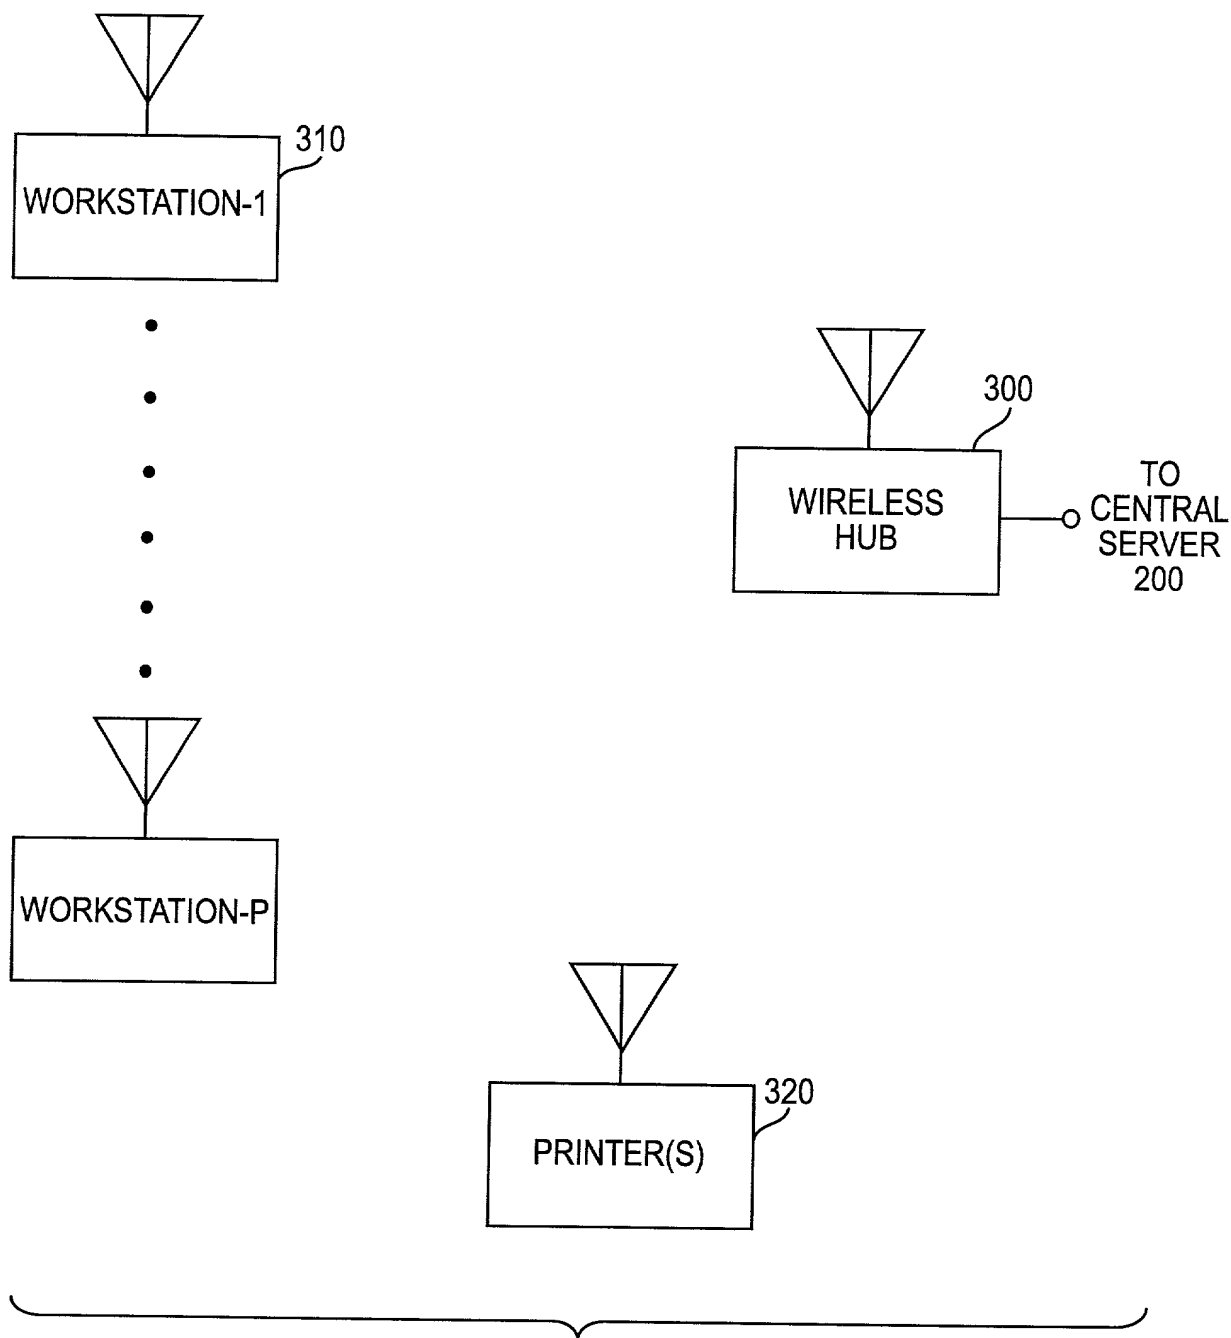 310
WORKSTATION-1
300
WIRELESS
HUB
TO
CENTRAL
SERVER
200
WORKSTATION-P
320
PRINTER(S)